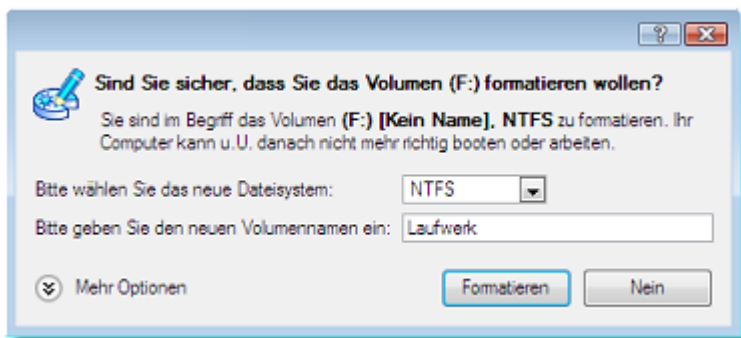 Sind Sie sicher, dass Sie das Volumen (F:) formatieren wollen?
Sie sind im Begriff das Volumen (F:) [Kein Name], NTFS zu formatieren. Ihr
Computer kann u.U. danach nicht mehr richtig booten oder arbeiten.
Bitte wählen Sie das neue Dateisystem: NTFS
Bitte geben Sie den neuen Volumennamen ein: Laufwerk
Mehr Optionen Formatieren Nein